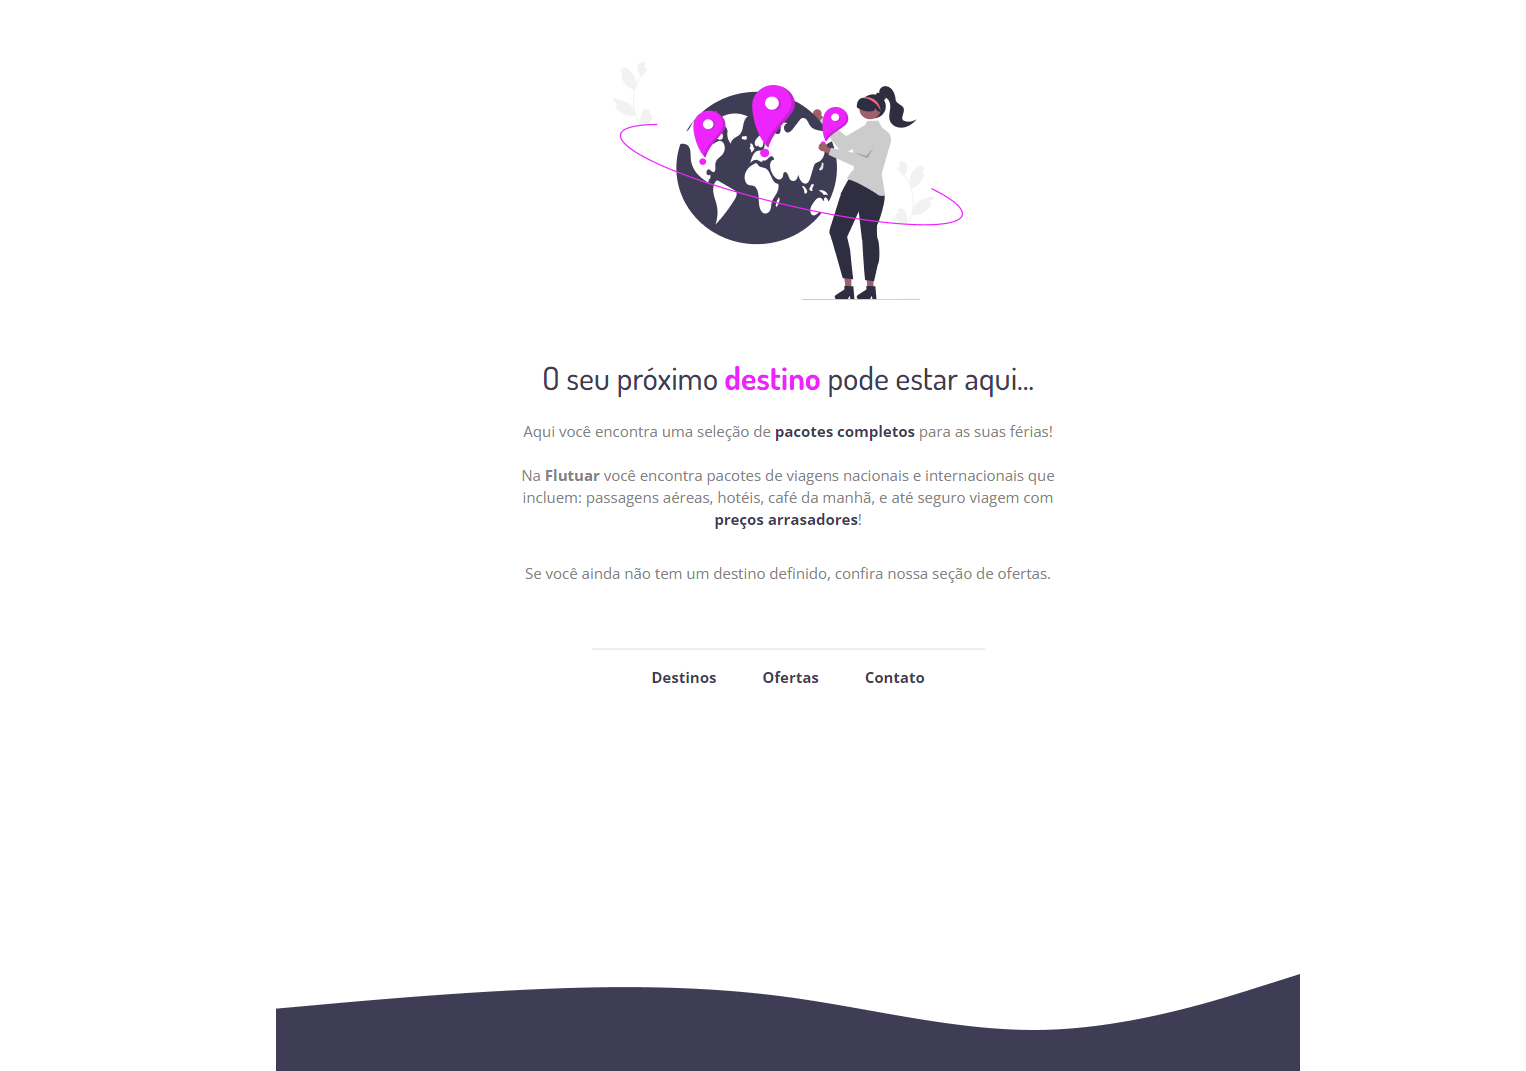 O seu próximo destino pode estar aqui...
Aqui você encontra uma seleção de pacotes completos para as suas férias!
Na Flutuar você encontra pacotes de viagens nacionais e internacionais que
incluem: passagens aéreas, hotéis, café da manhã, e até seguro viagem com
preços arrasadores!
Se você ainda não tem um destino definido, confira nossa seção de ofertas.
Destinos Ofertas Contato